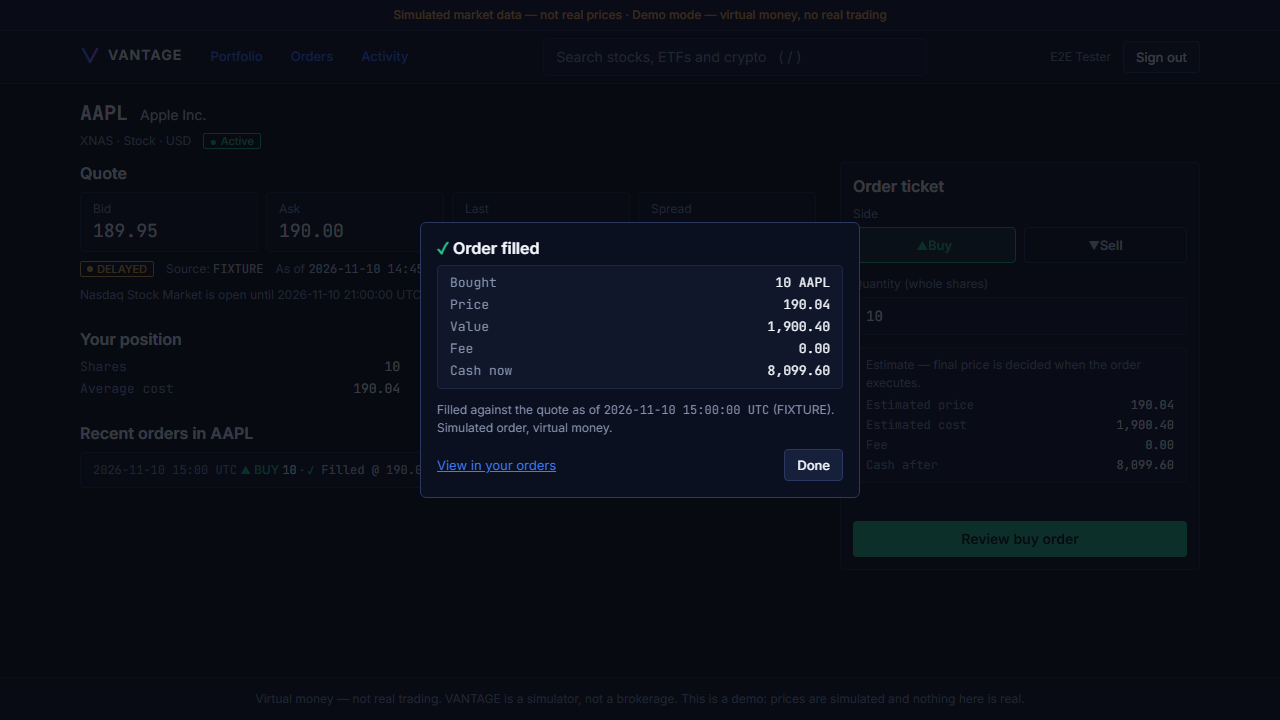 Simulated market data — not real prices · Demo mode — virtual money, no real trading
VANTAGE Portfolio Orders Activity Search stocks, ETFs and crypto ( / ) E2E Tester Sign out
AAPL Apple Inc.
XNAS · Stock · USD ● Active
Quote
Bid Ask Last Spread
189.95 190.00
● DELAYED Source: FIXTURE As of 2026-11-10 14:45
Nasdaq Stock Market is open until 2026-11-10 21:00:00 UTC
Your position
Shares 10
Average cost 190.04
Recent orders in AAPL
2026-11-10 15:00 UTC ▲ BUY 10 · ✓ Filled @ 190.0
✓ Order filled
Bought 10 AAPL
Price 190.04
Value 1,900.40
Fee 0.00
Cash now 8,099.60
Filled against the quote as of 2026-11-10 15:00:00 UTC (FIXTURE).
Simulated order, virtual money.
View in your orders Done
Order ticket
Side
▲Buy ▼Sell
uantity (whole shares)
10
Estimate — final price is decided when the order
executes.
Estimated price 190.04
Estimated cost 1,900.40
Fee 0.00
Cash after 8,099.60
Review buy order
Virtual money — not real trading. VANTAGE is a simulator, not a brokerage. This is a demo: prices are simulated and nothing here is real.